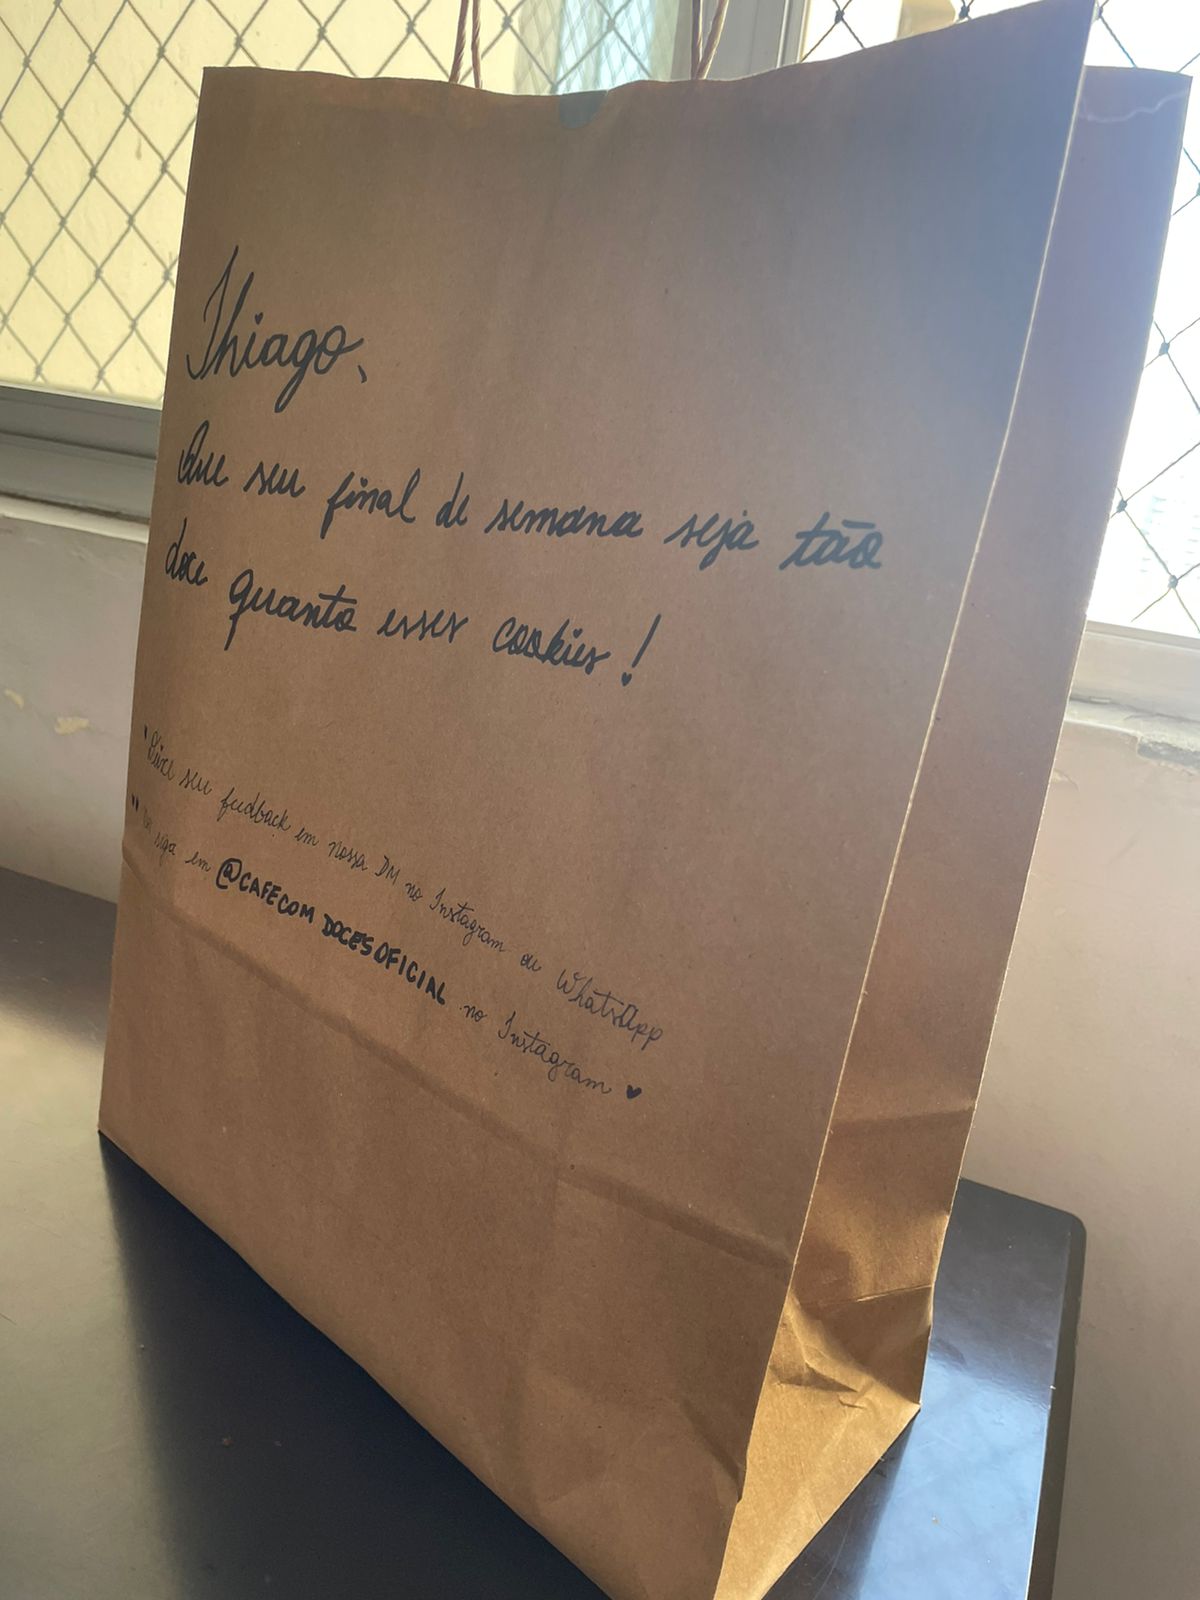 Thiago,
Que seu final de semana seja tão
doce quanto esses cookies!
"Deixe seu feedback em nossa DM no Instagram ou WhatsApp
" nos siga em @CAFECOMDOCESOFICIAL no Instagram ♥